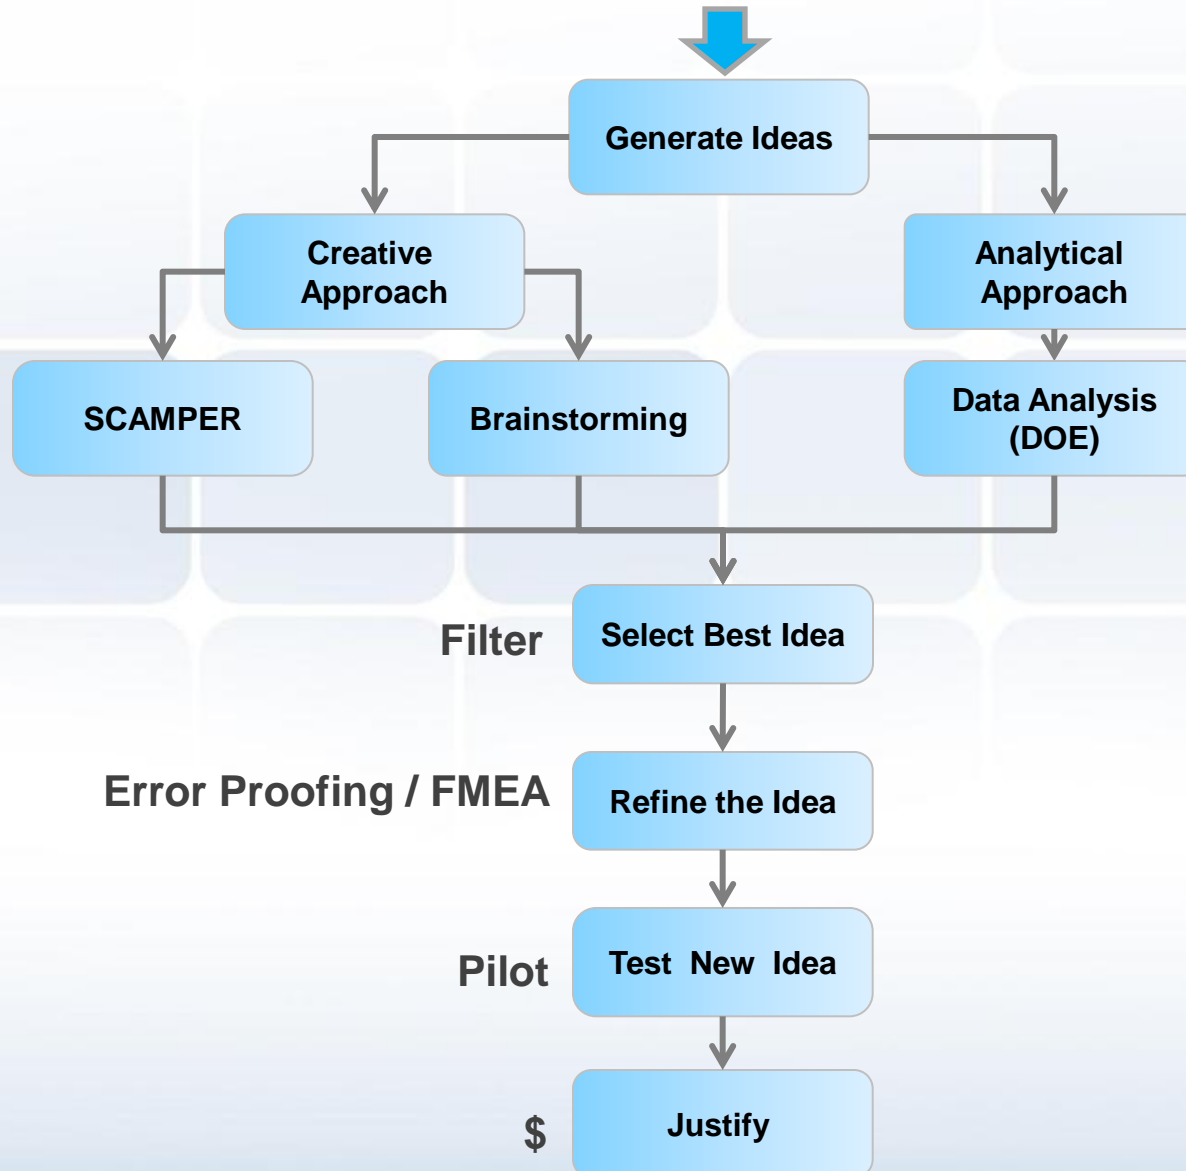 Generate Ideas
Creative
Approach
Analytical
Approach
SCAMPER
Brainstorming
Data Analysis
(DOE)
Filter
Select Best Idea
Error Proofing / FMEA
Refine the Idea
Pilot
Test New Idea
$
Justify